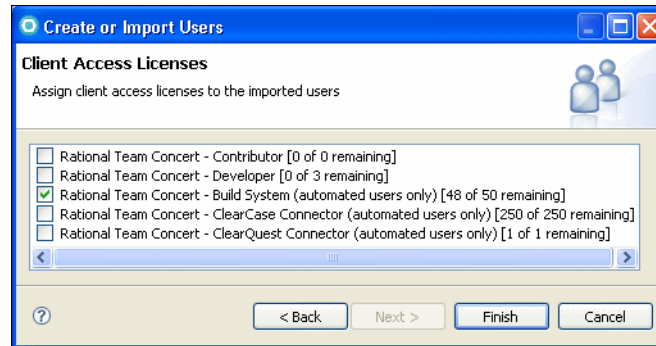 Create or Import Users
Client Access Licenses
Assign client access licenses to the imported users
Rational Team Concert - Contributor [0 of 0 remaining]
Rational Team Concert - Developer [0 of 3 remaining]
Rational Team Concert - Build System (automated users only) [48 of 50 remaining]
Rational Team Concert - ClearCase Connector (automated users only) [250 of 250 remaining]
Rational Team Concert - ClearQuest Connector (automated users only) [1 of 1 remaining]
? < Back Next > Finish Cancel